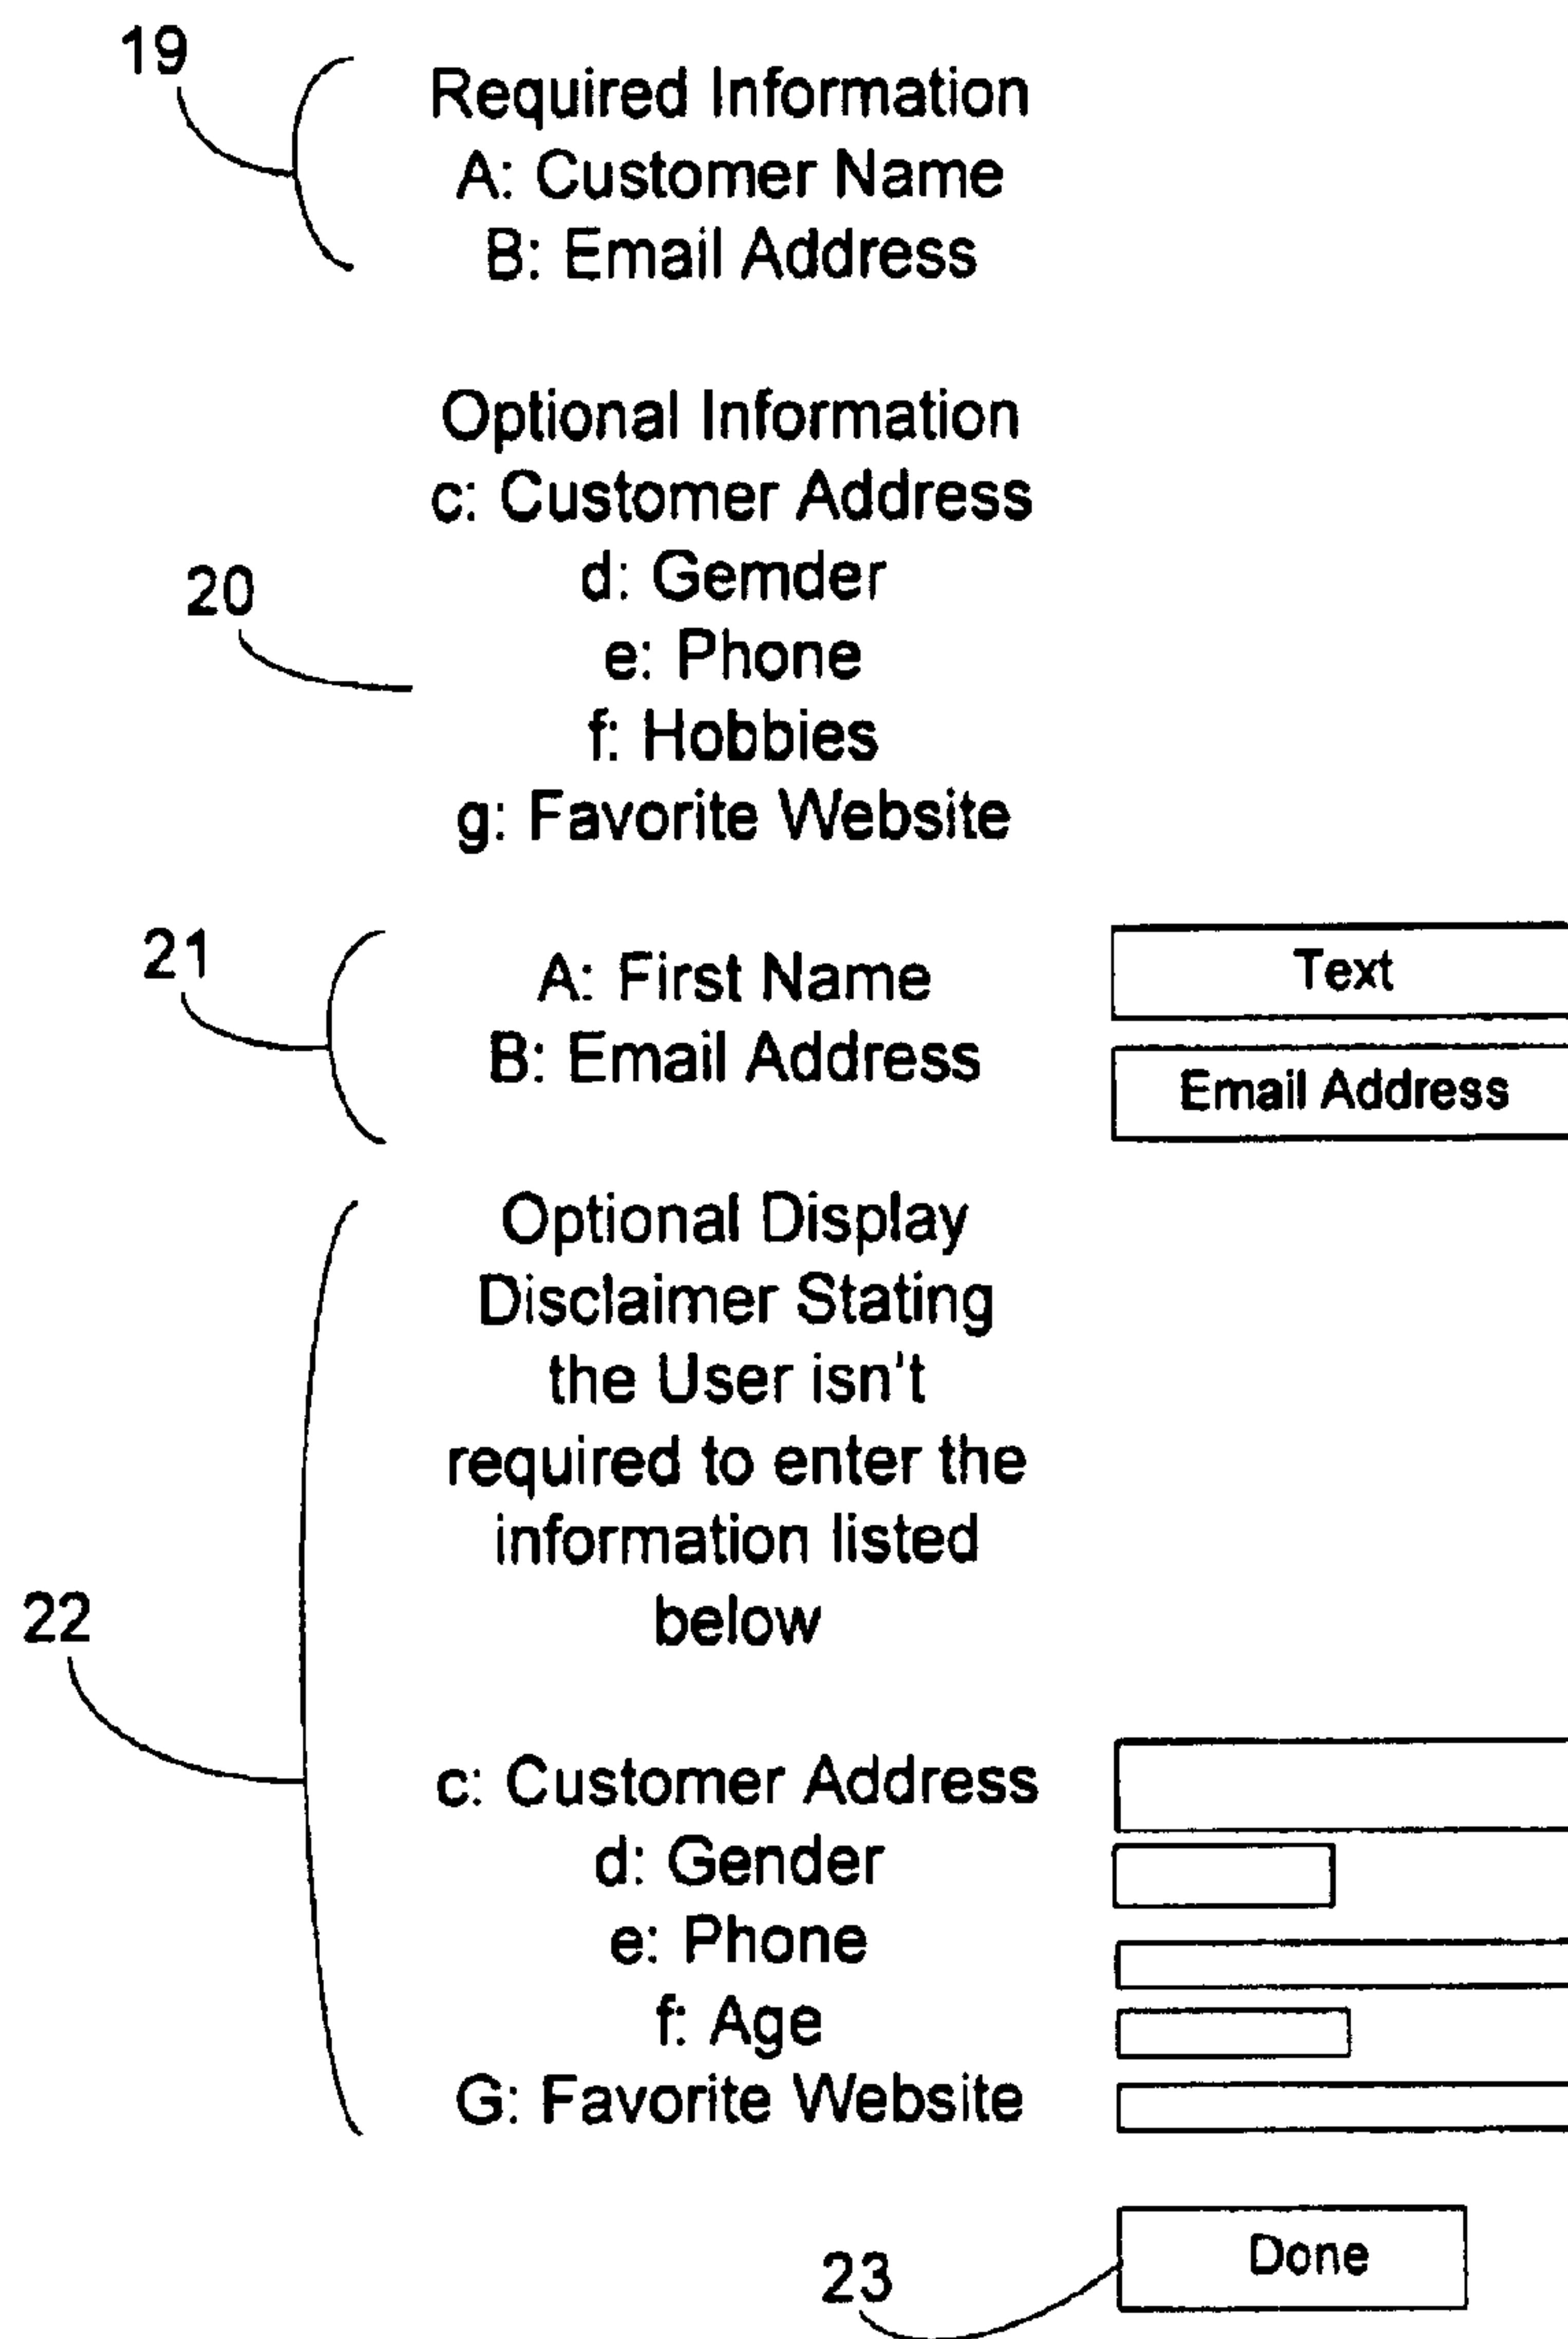 19
Required Information
A: Customer Name
B: Email Address
Optional Information
c: Customer Address
20
d: Gemder
e: Phone
f: Hobbies
g: Favorite Website
21
A: First Name
Text
B: Email Address
Email Address
Optional Display
Disclaimer Stating
the User isn't
required to enter the
information listed
below
22
c: Customer Address
d: Gender
e: Phone
f: Age
G: Favorite Website
Done
23